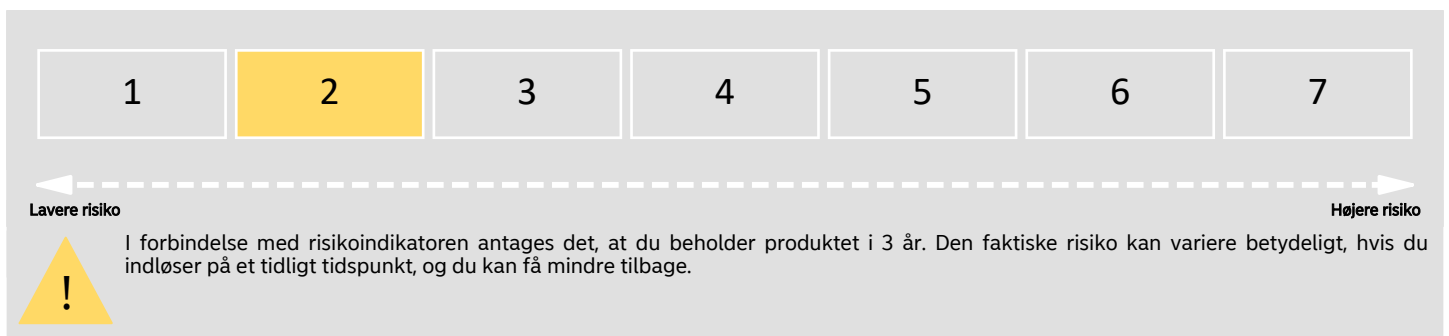 1 2 3 4 5 6 7
Lavere risiko Højere risiko
I forbindelse med risikoindikatoren antages det, at du beholder produktet i 3 år. Den faktiske risiko kan variere betydeligt, hvis du
indløser på et tidligt tidspunkt, og du kan få mindre tilbage.
!